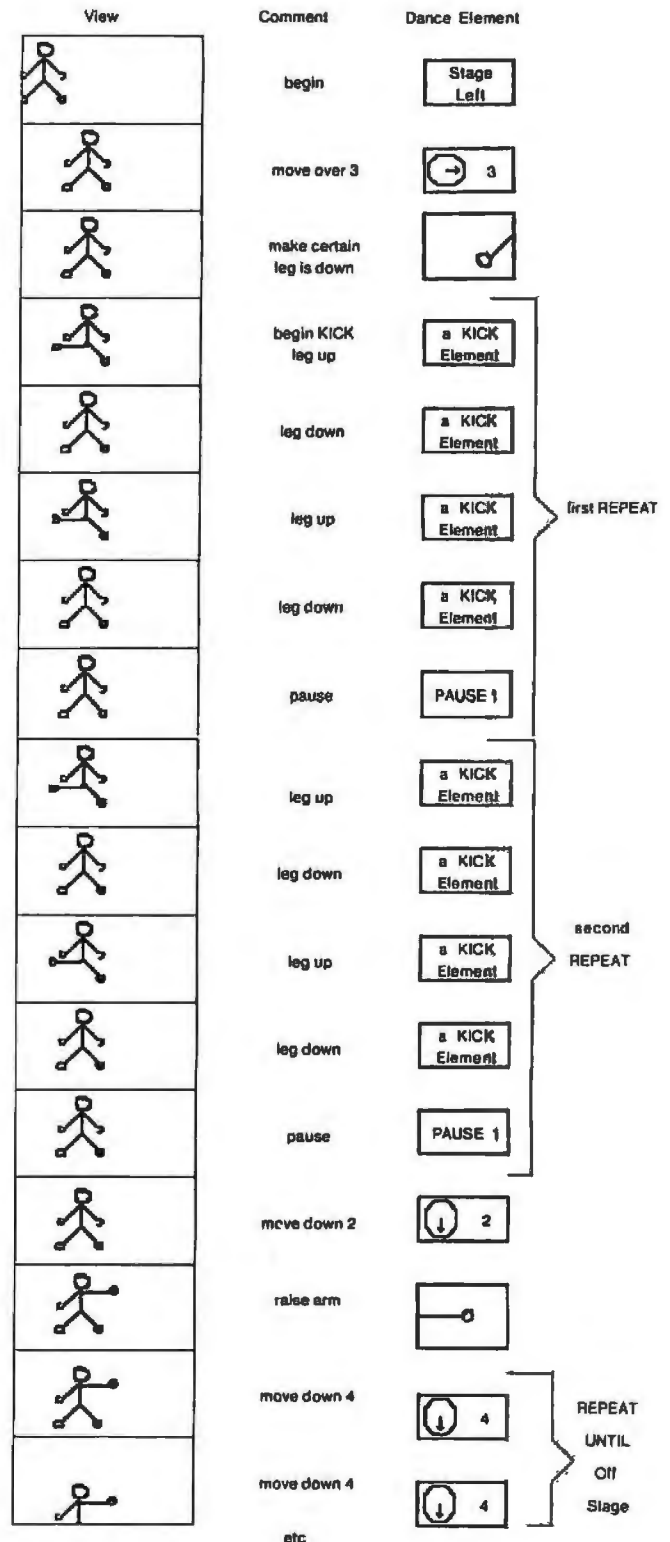 View Comment Dance Element
begin
Stage
Left
move over 3
3
make certain
leg is down
begin KICK
leg up
a KICK
Element
leg down
a KICK
Element
leg up
a KICK
Element
first REPEAT
leg down
a KICK
Element
pause
PAUSE 1
leg up
a KICK
Element
leg down
a KICK
Element
leg up
a KICK
Element
second
REPEAT
leg down
a KICK
Element
pause
PAUSE 1
move down 2
2
raise arm
move down 4
4
REPEAT
UNTIL
Off
Stage
move down 4
4
etc